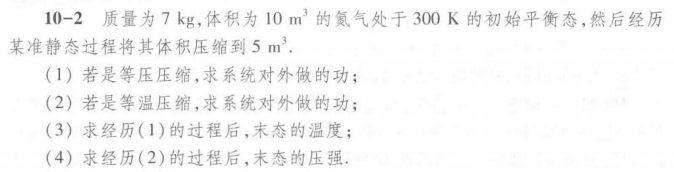 10-2 质量为 7 kg,体积为 10 m³ 的氮气处于 300 K 的初始平衡态,然后经历
某准静态过程将其体积压缩到 5 m³.
(1) 若是等压压缩,求系统对外做的功;
(2) 若是等温压缩,求系统对外做的功;
(3) 求经历(1)的过程后,末态的温度;
(4) 求经历(2)的过程后,末态的压强.